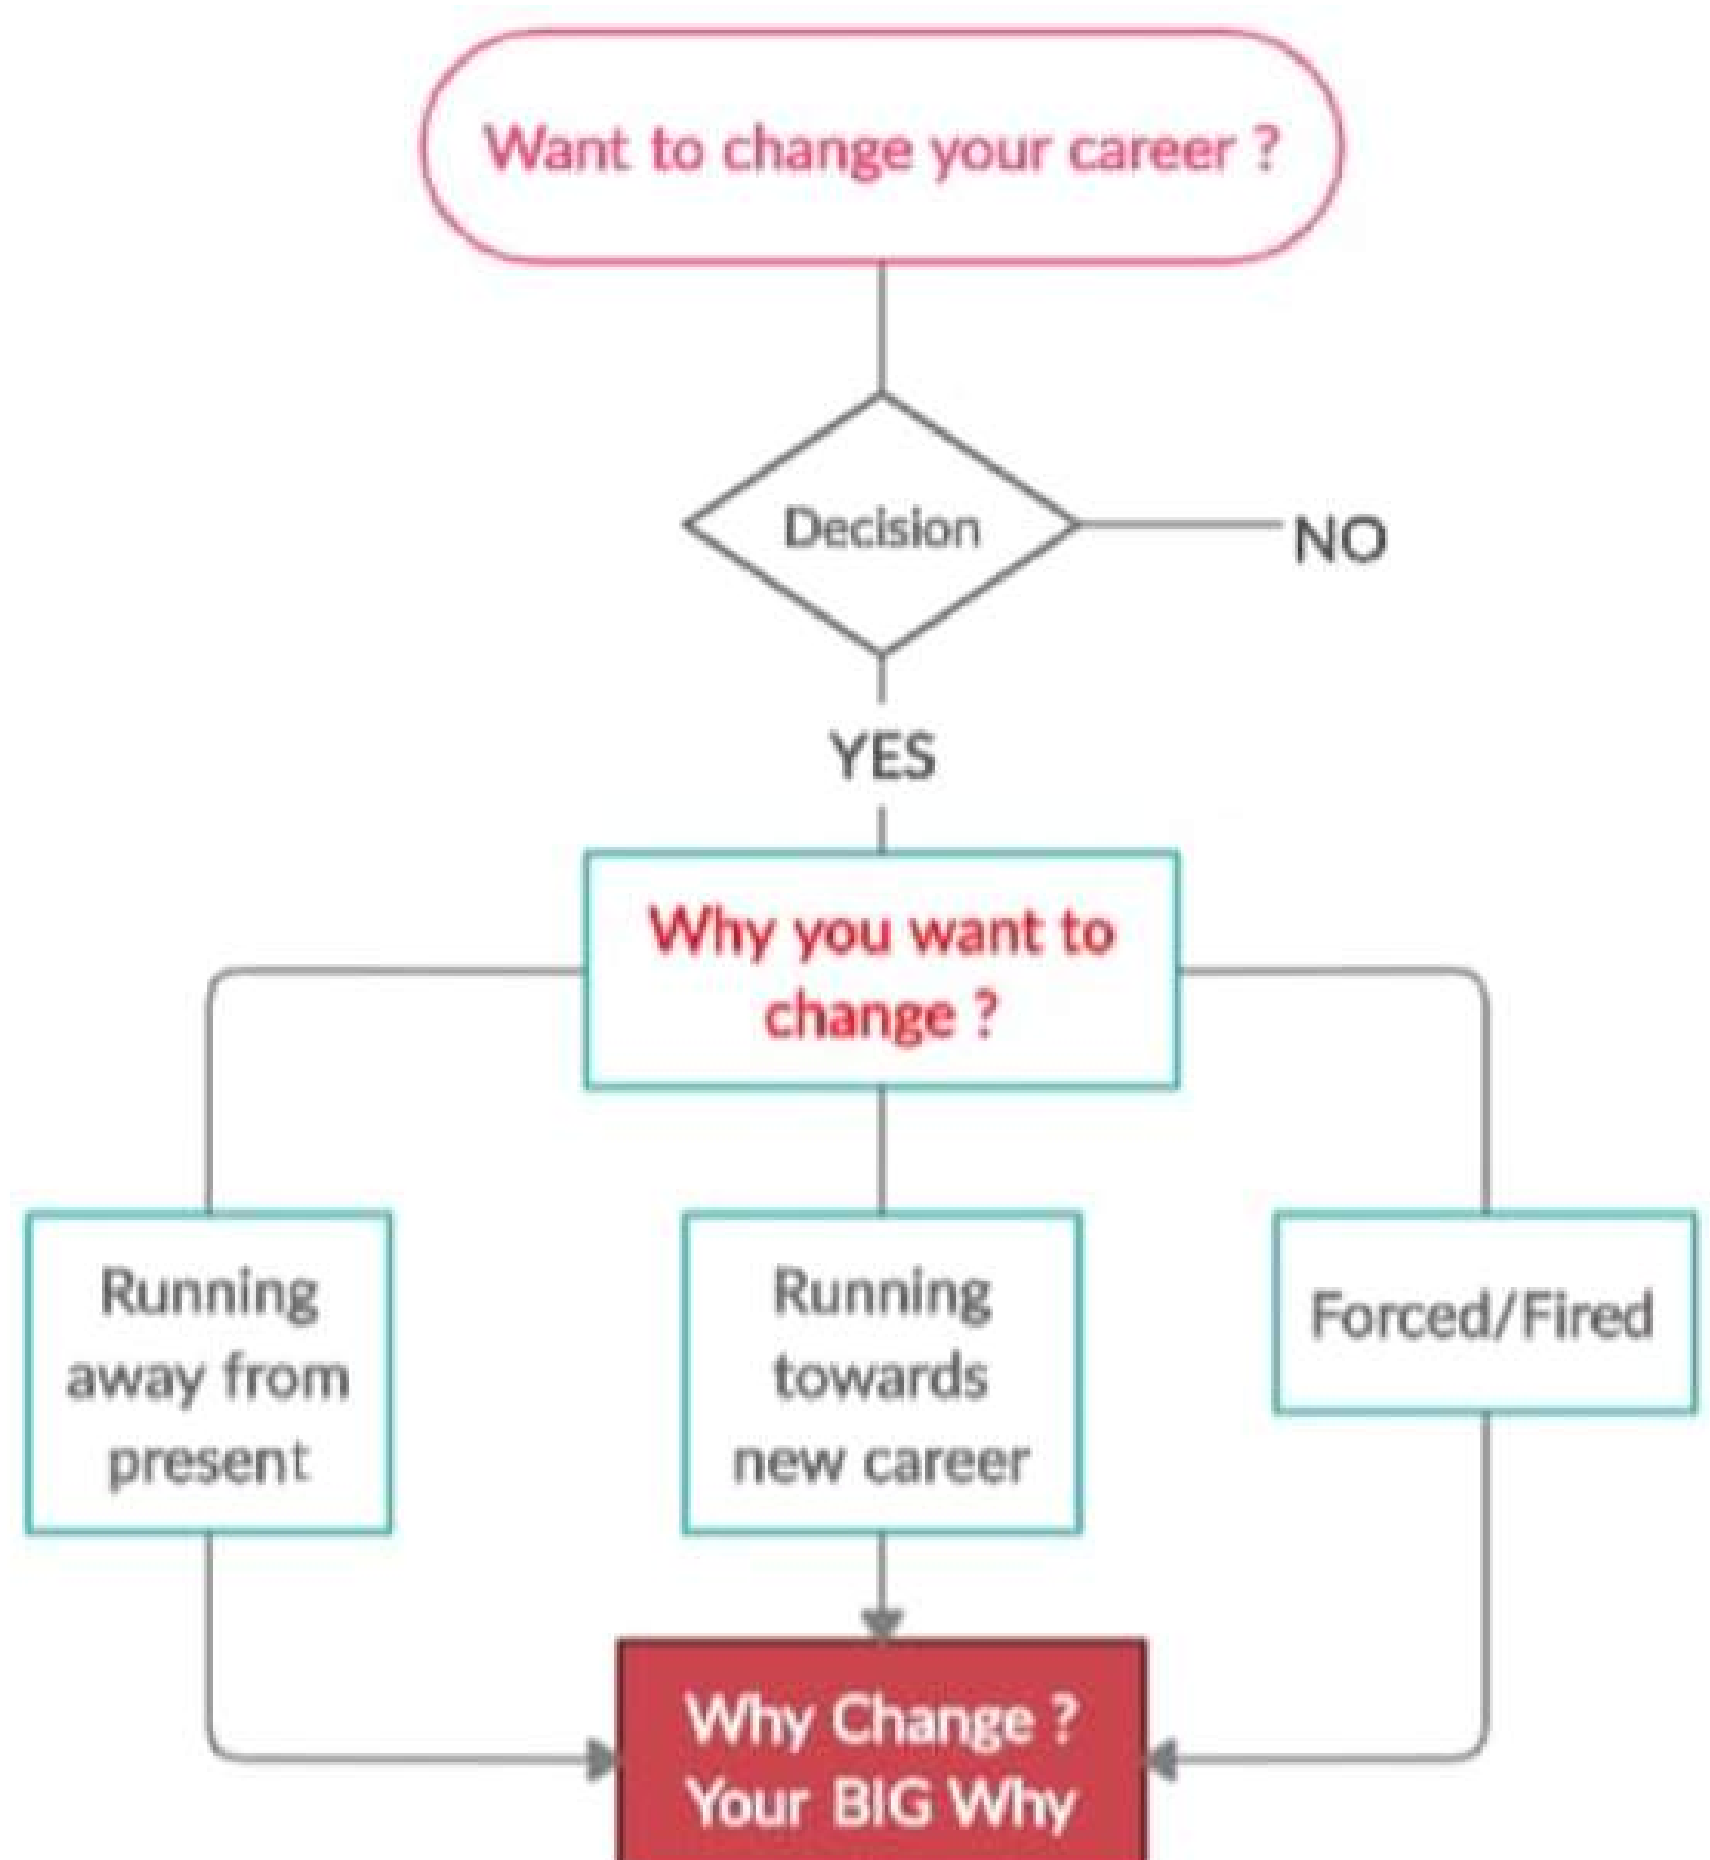 Want to change your career ?
Decision
NO
YES
Why you want to
change ?
Running
away from
present
Running
towards
new career
Forced/Fired
Why Change ?
Your BIG Why